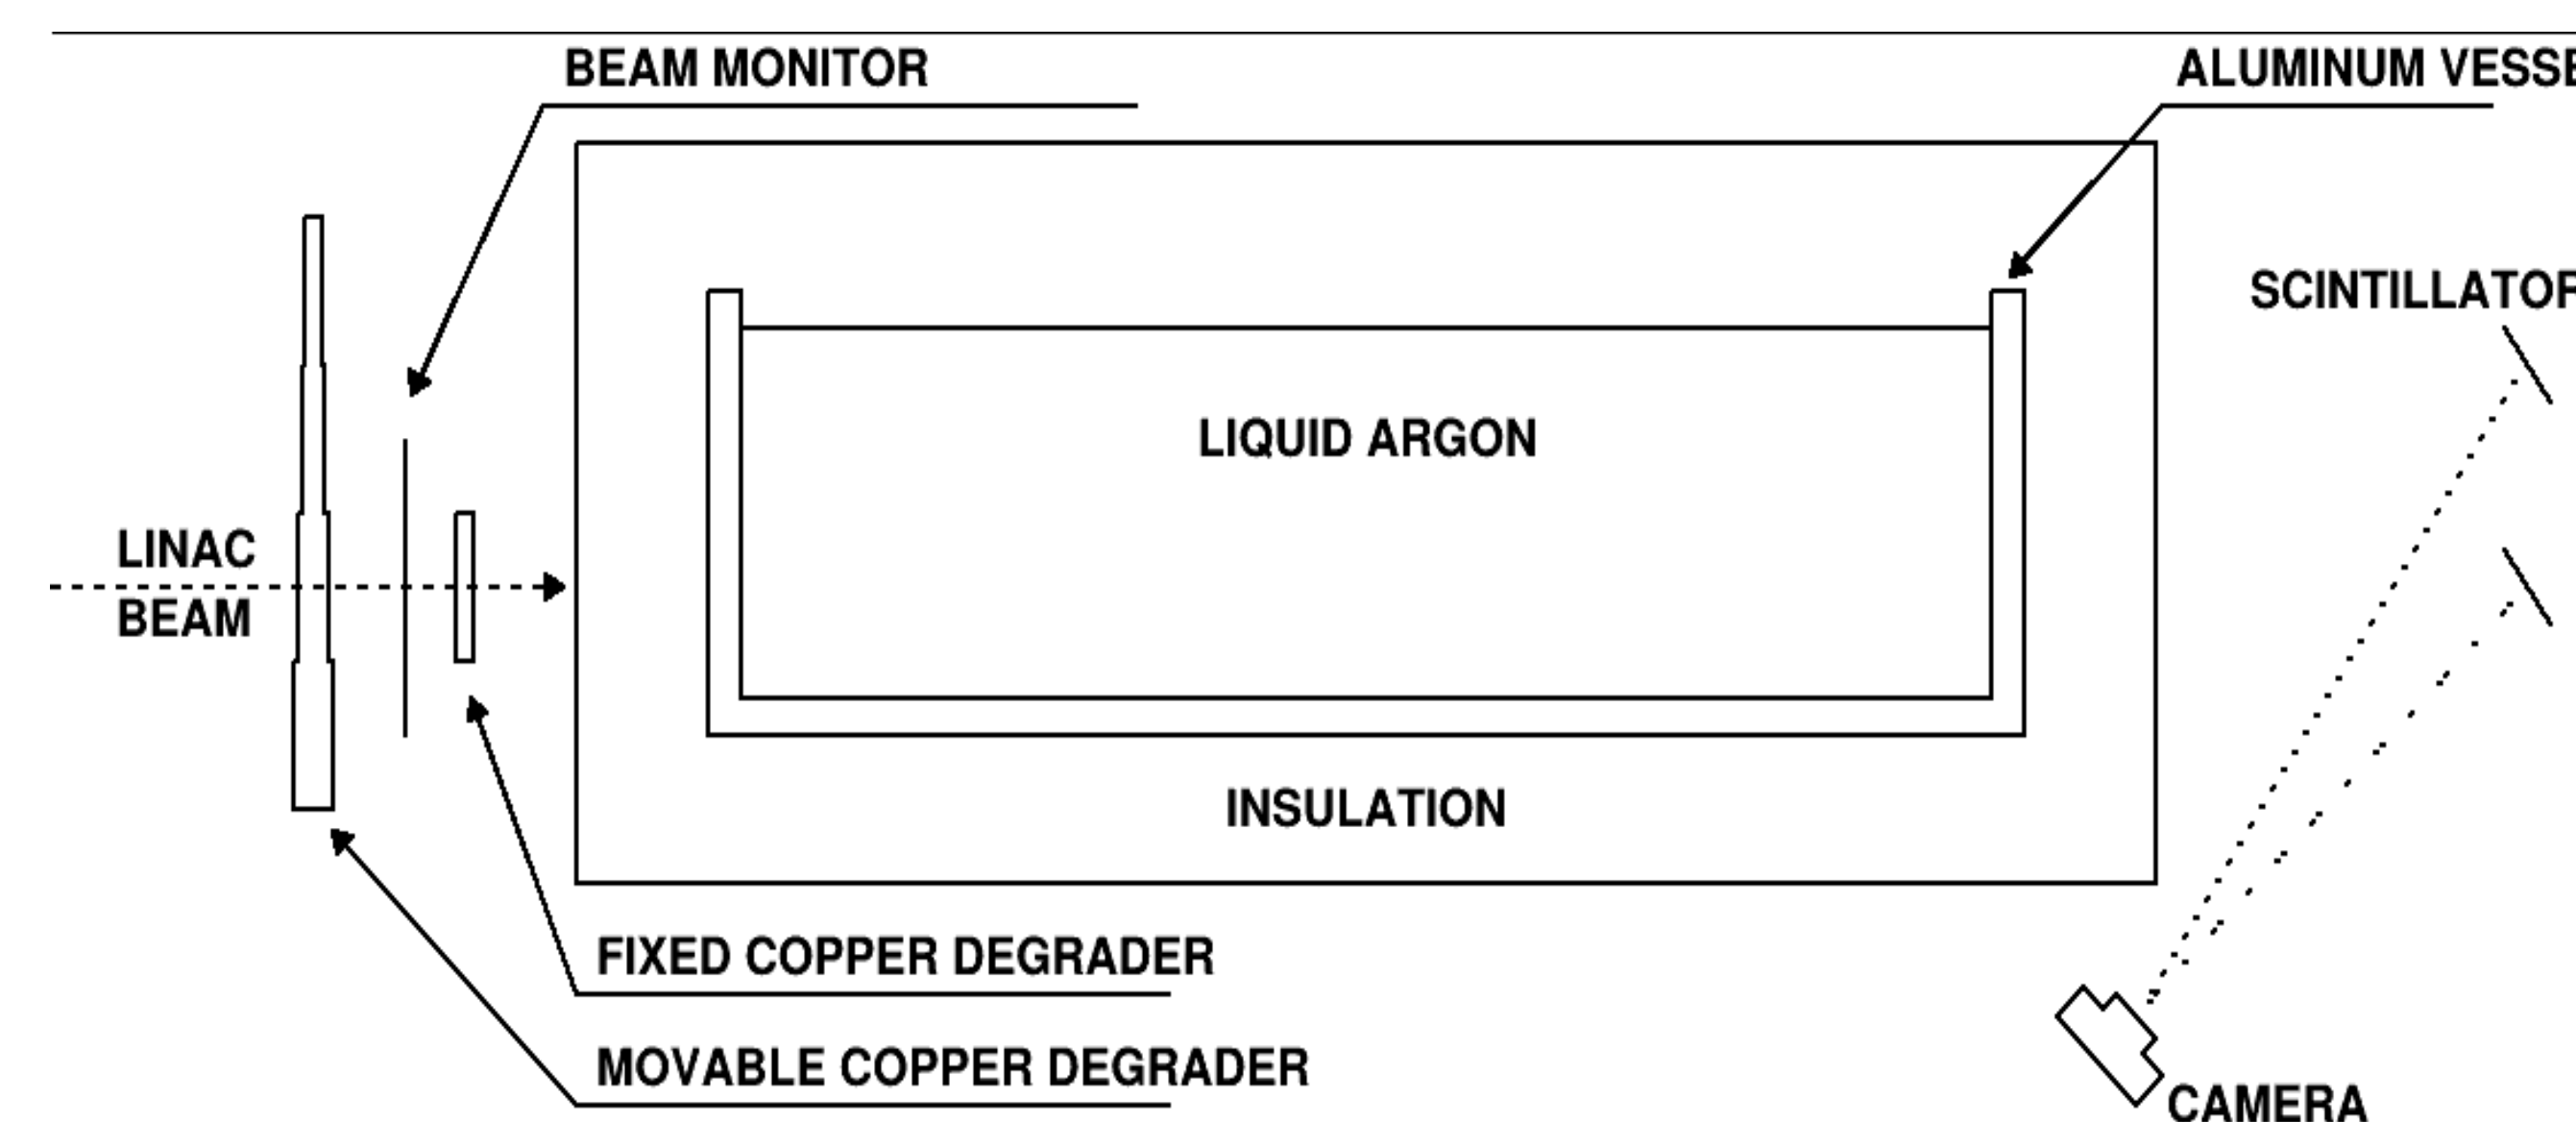 BEAM MONITOR
ALUMINUM VESSE
SCINTILLATOR
LIQUID ARGON
LINAC
BEAM
INSULATION
FIXED COPPER DEGRADER
MOVABLE COPPER DEGRADER
CAMERA